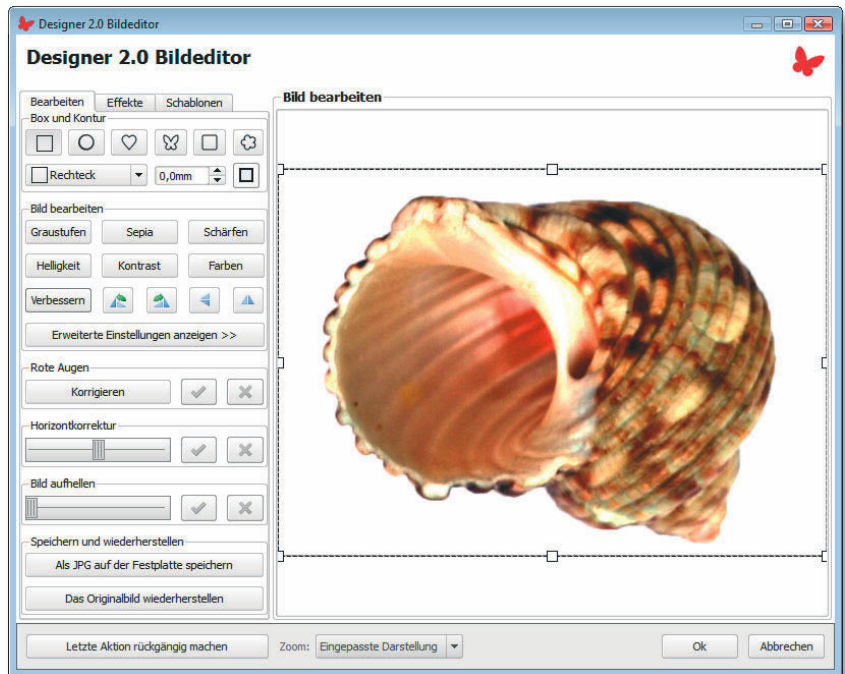 Designer 2.0 Bildeditor
Designer 2.0 Bildeditor
Bearbeiten Effekte Schablonen
Box und Kontur
Rechteck 0,0mm
Bild bearbeiten
Graustufen Sepia Schärfen
Helligkeit Kontrast Farben
Verbessern
Erweiterte Einstellungen anzeigen >>
Rote Augen
Korrigieren
Horizontkorrektur
Bild aufhellen
Speichern und wiederherstellen
Als JPG auf der Festplatte speichern
Das Originalbild wiederherstellen
Bild bearbeiten
Letzte Aktion rückgängig machen Zoom: Eingepasste Darstellung Ok Abbrechen